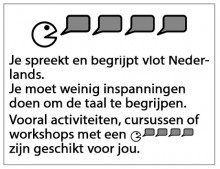 Je spreekt en begrijpt vlot Neder-
lands.
Je moet weinig inspanningen
doen om de taal te begrijpen.
Vooral activiteiten, cursussen of
workshops met een
zijn geschikt voor jou.